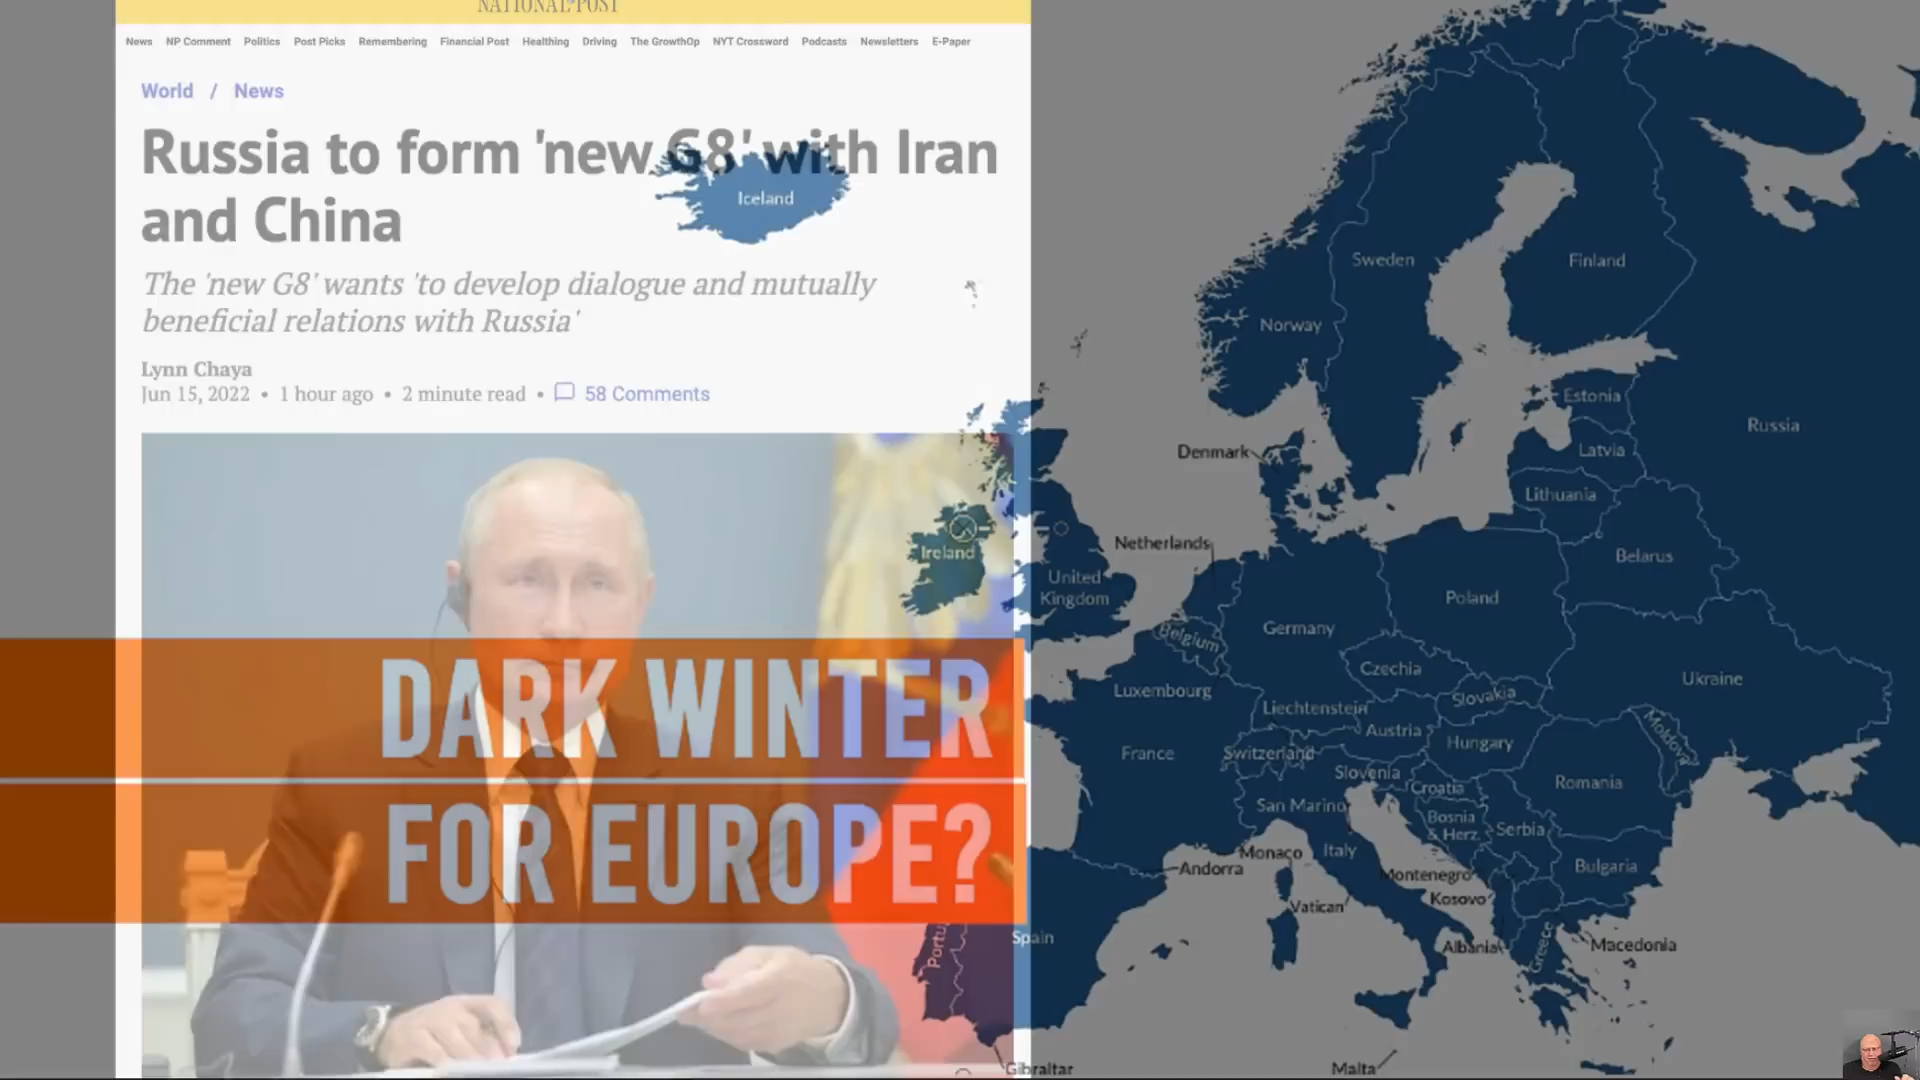 NATIONAL POST
News NP Comment Politics Post Picks Remembering Financial Post Healthing Driving The GrowthOp NYT Crossword Podcasts Newsletters E-Paper
World / News
Russia to form 'new G8' with Iran
and China
The 'new G8' wants 'to develop dialogue and mutually
beneficial relations with Russia'
Lynn Chaya
Jun 15, 2022 • 1 hour ago • 2 minute read • 58 Comments
DARK WINTER
FOR EUROPE?
Iceland
Sweden
Finland
Norway
Estonia
Russia
Denmark
Latvia
Lithuania
Netherlands
Ireland
Belarus
United
Kingdom
Poland
Belgium
Germany
Czechia
Ukraine
Luxembourg
Slovakia
Liechtenstein
Austria
Moldova
Hungary
France
Switzerland
Slovenia
Romania
Croatia
San Marino
Bosnia
& Herz.
Serbia
Monaco
Italy
Bulgaria
Andorra
Montenegro
Kosovo
Vatican
Spain
Albania
Greece
Macedonia
Portu
Gibraltar
Malta